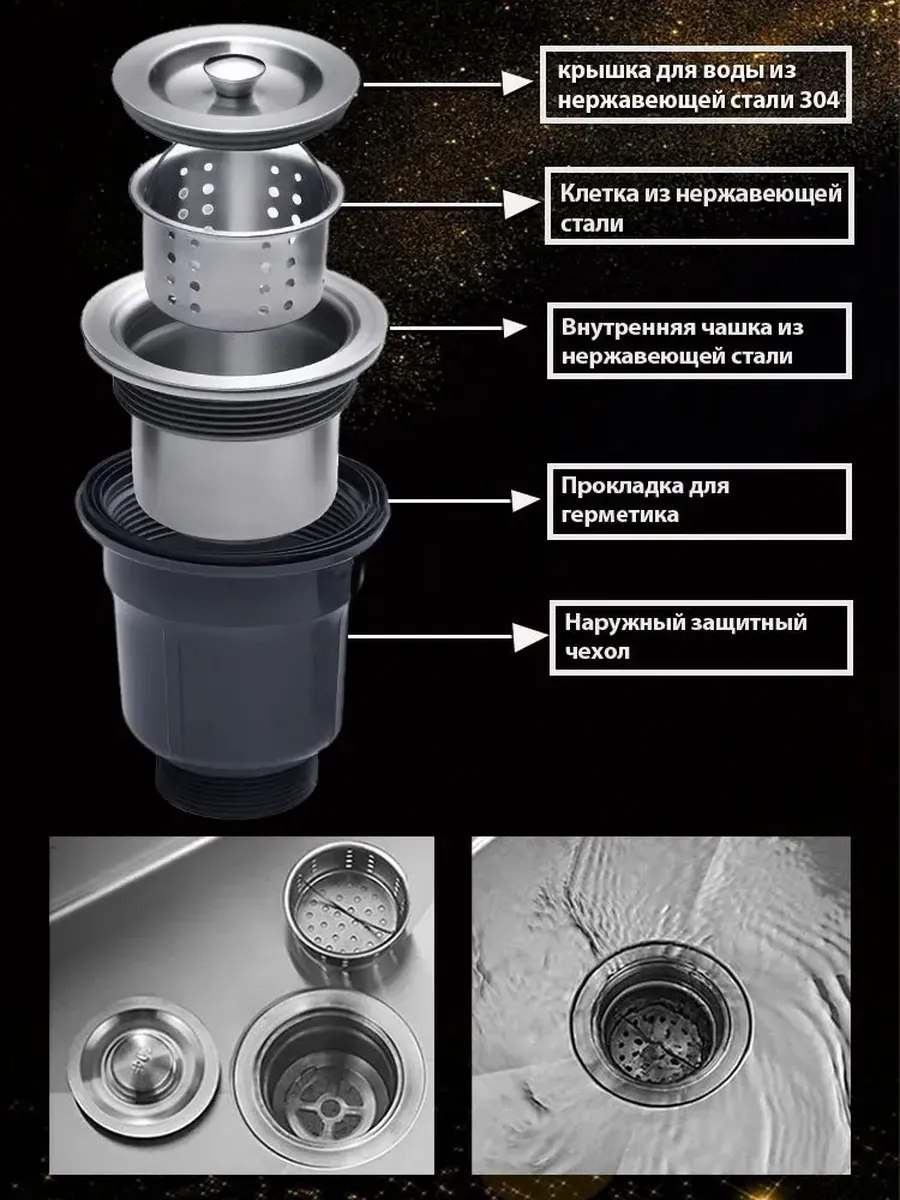 крышка для воды из
нержавеющей стали 304
Клетка из нержавеющей
стали
Внутренняя чашка из
нержавеющей стали
Прокладка для
герметика
Наружный защитный
чехол